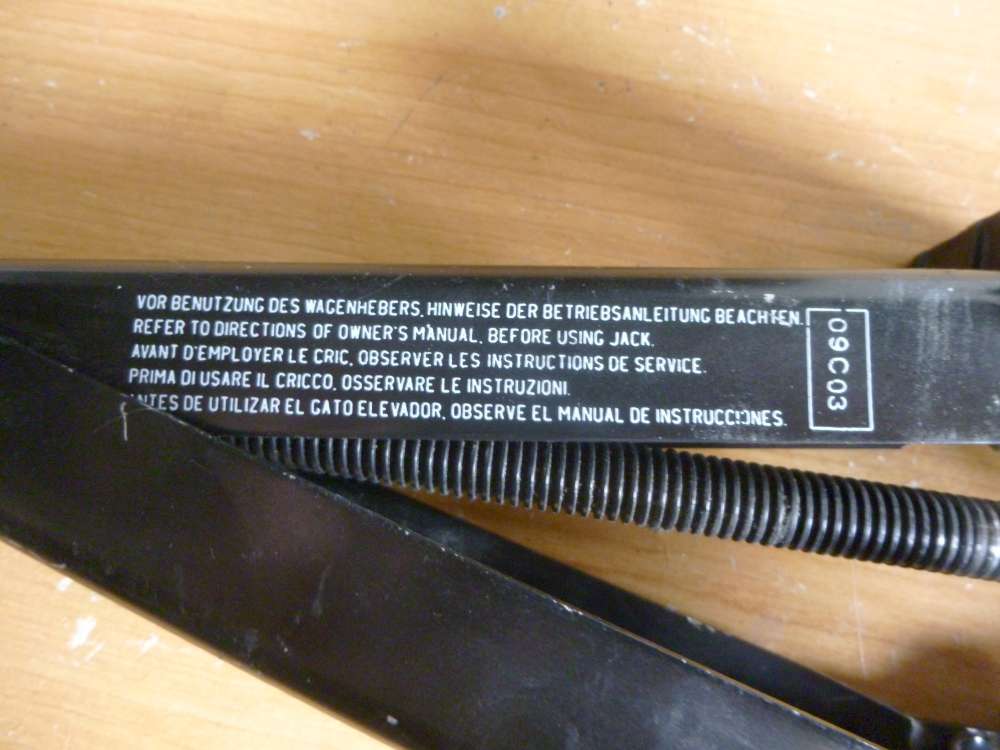 VOR BENUTZUNG DES WAGENHEBERS, HINWEISE DER BETRIEBSANLEITUNG BEACHTEN.
REFER TO DIRECTIONS OF OWNER'S MANUAL, BEFORE USING JACK.
AVANT D'EMPLOYER LE CRIC, OBSERVER LES INSTRUCTIONS DE SERVICE.
PRIMA DI USARE IL CRICCO, OSSERVARE LE INSTRUZIONI.
ANTES DE UTILIZAR EL GATO ELEVADOR, OBSERVE EL MANUAL DE INSTRUCCIONES.
09C03